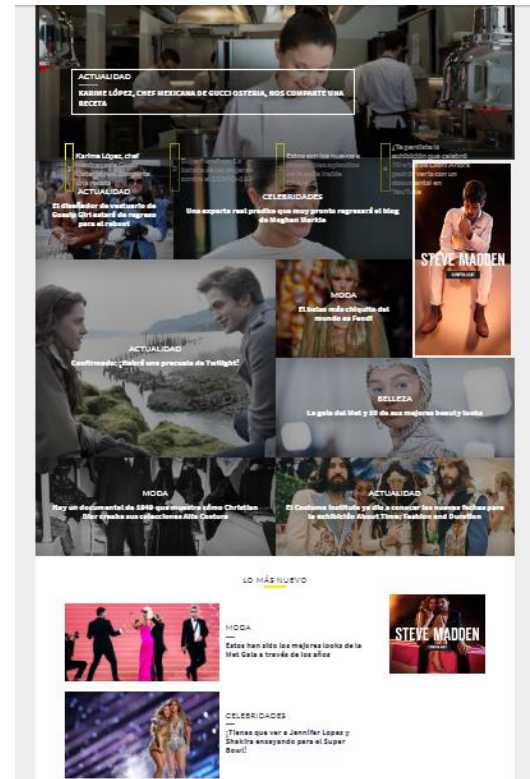 ACTUALIDAD
KARIME LÓPEZ, CHEF MEXICANA DE GUCCI OSTERIA, NOS COMPARTE UNA
RECETA
Karime López, chef
¿Te perdiste la
ACTUALIDAD
El diseñador de vestuario de
Gossip Girl estará de regreso
para el reboot
CELEBRIDADES
Una experta real predice que muy pronto regresará el blog
de Meghan Markle
STEVE MADDEN
MODA
El bolso más chiquito del
mundo es Fendi
ACTUALIDAD
Confirmado: ¡Habrá una precuela de Twilight!
BELLEZA
La gala del Met y 10 de sus mejores beauty looks
MODA
Hay un documental de 1949 que muestra cómo Christian
Dior creaba sus colecciones Alta Costura
ACTUALIDAD
El Costume Institute ya dio a conocer las nuevas fechas para
la exhibición About Time: Fashion and Duration
LO MÁS NUEVO
MODA
Estos han sido los mejores looks de la
Met Gala a través de los años
STEVE MADDEN
CELEBRIDADES
¡Tienes que ver a Jennifer Lopez y
Shakira ensayando para el Super
Bowl!